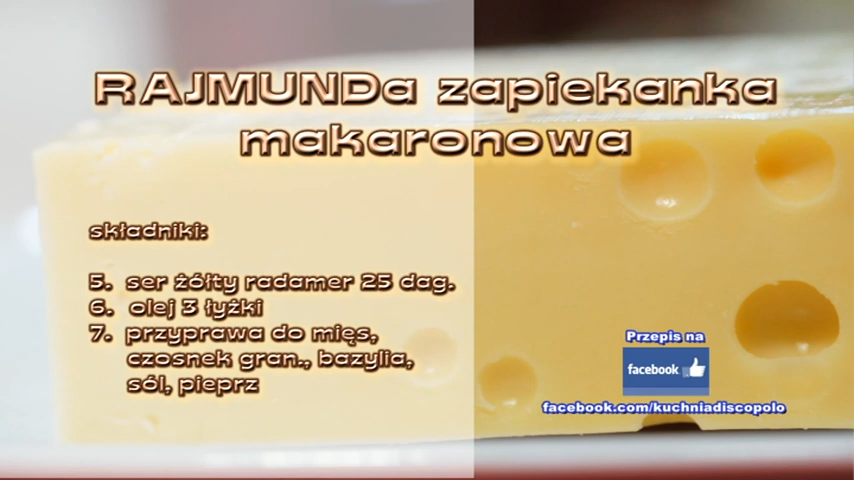 RAJMUNDa zapiekanka
makaronowa
składniki:
5. ser żółty radamer 25 dag.
6. olej 3 łyżki
7. przyprawa do mięs,
czosnek gran., bazylia,
sól, pieprz
Przepis na
facebook
facebook.com/kuchniadiscopolo